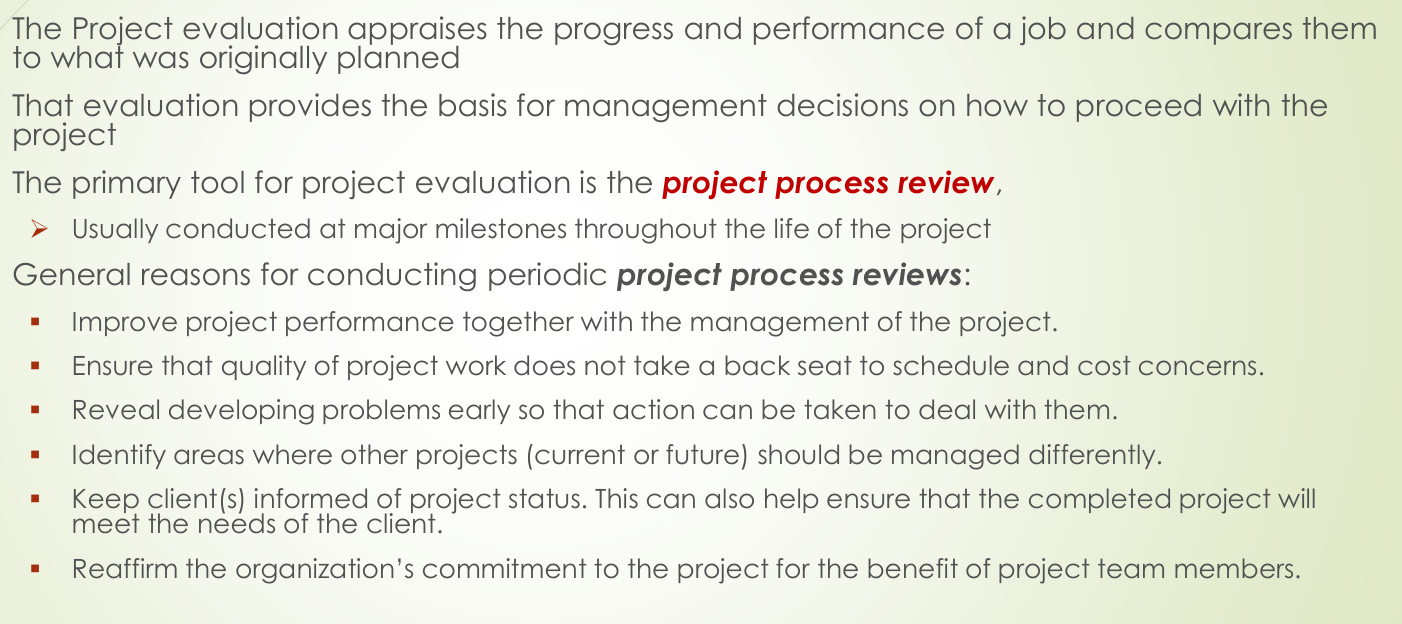 The Project evaluation appraises the progress and performance of a job and compares them
to what was originally planned
That evaluation provides the basis for management decisions on how to proceed with the
project
The primary tool for project evaluation is the project process review,
Usually conducted at major milestones throughout the life of the project
General reasons for conducting periodic project process reviews:
Improve project performance together with the management of the project.
Ensure that quality of project work does not take a back seat to schedule and cost concerns.
Reveal developing problems early so that action can be taken to deal with them.
Identify areas where other projects (current or future) should be managed differently.
Keep client(s) informed of project status. This can also help ensure that the completed project will
meet the needs of the client.
Reaffirm the organization’s commitment to the project for the benefit of project team members.